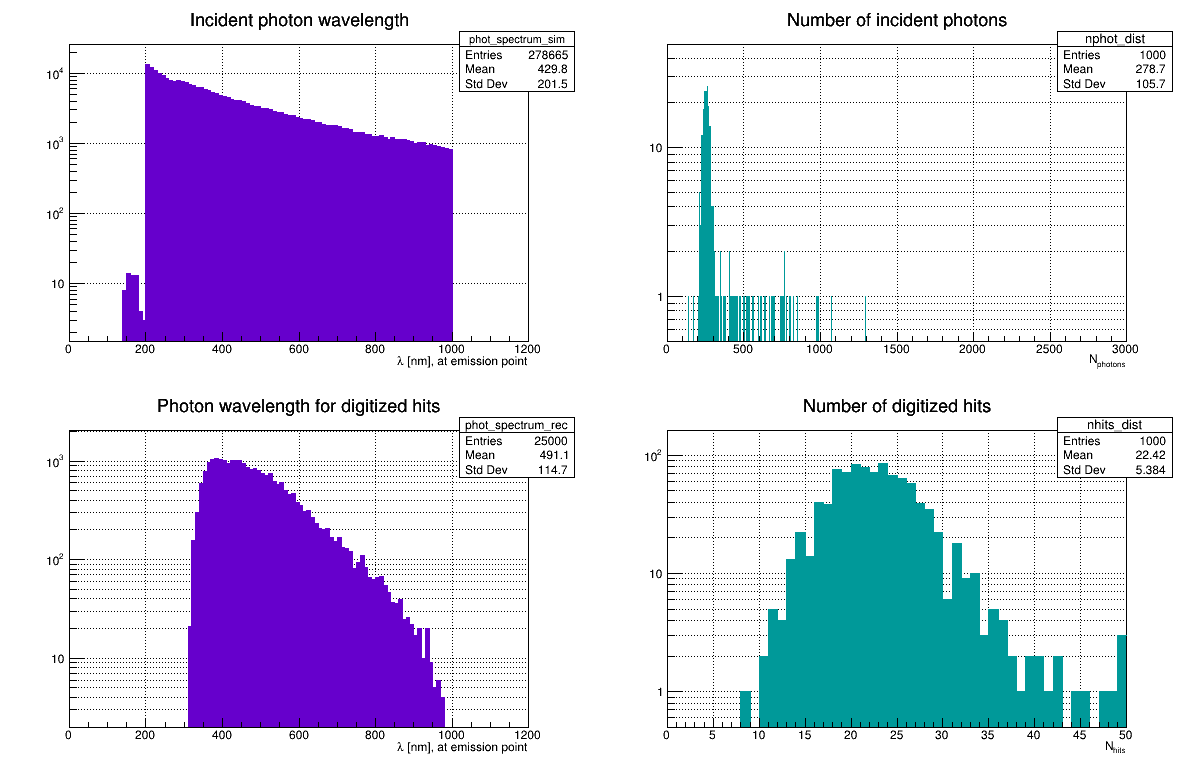 Incident photon wavelength
phot_spectrum_sim
Entries 278665
Mean 429.8
Std Dev 201.5
10⁴
10³
10²
10
0 200 400 600 800 1000 1200
λ [nm], at emission point
Number of incident photons
nphot_dist
Entries 1000
Mean 278.7
Std Dev 105.7
10
1
0 500 1000 1500 2000 2500 3000
N_photons
Photon wavelength for digitized hits
phot_spectrum_rec
Entries 25000
Mean 491.1
Std Dev 114.7
10³
10²
10
0 200 400 600 800 1000 1200
λ [nm], at emission point
Number of digitized hits
nhits_dist
Entries 1000
Mean 22.42
Std Dev 5.384
10²
10
1
0 5 10 15 20 25 30 35 40 45 50
N_hits